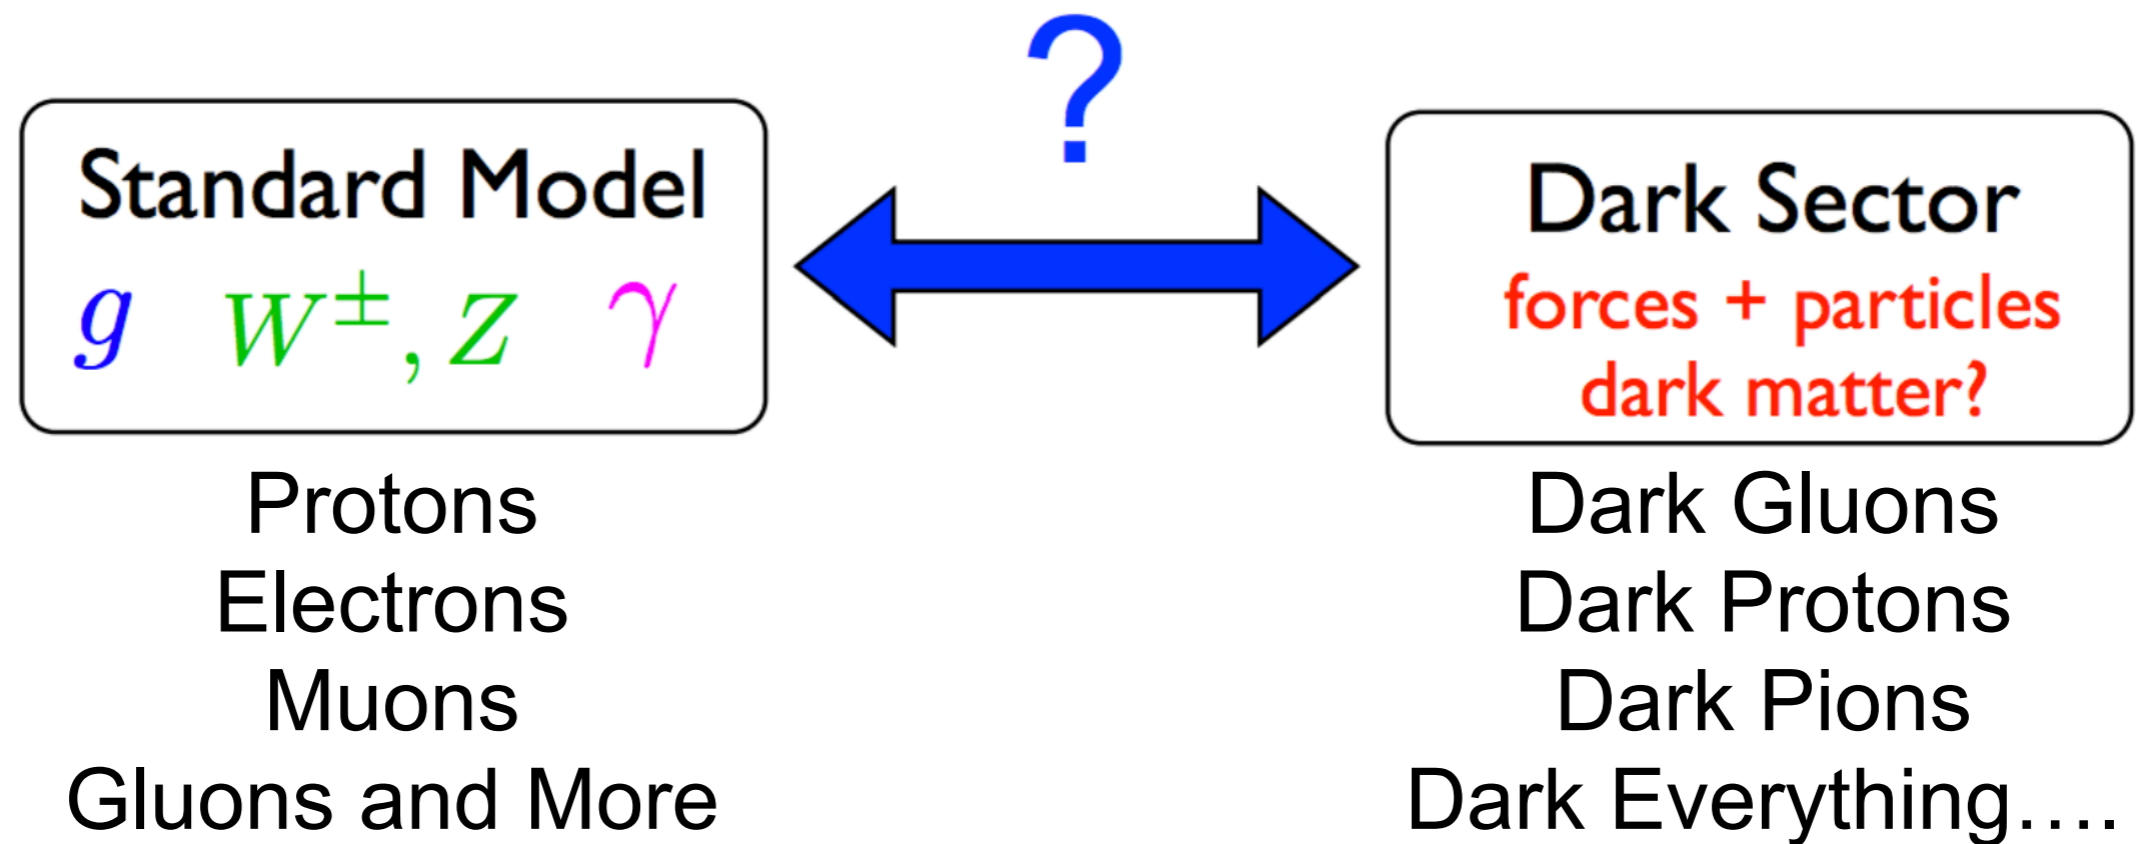 ?
Standard Model
g W±, Z γ
Protons
Electrons
Muons
Gluons and More
Dark Sector
forces + particles
dark matter?
Dark Gluons
Dark Protons
Dark Pions
Dark Everything....